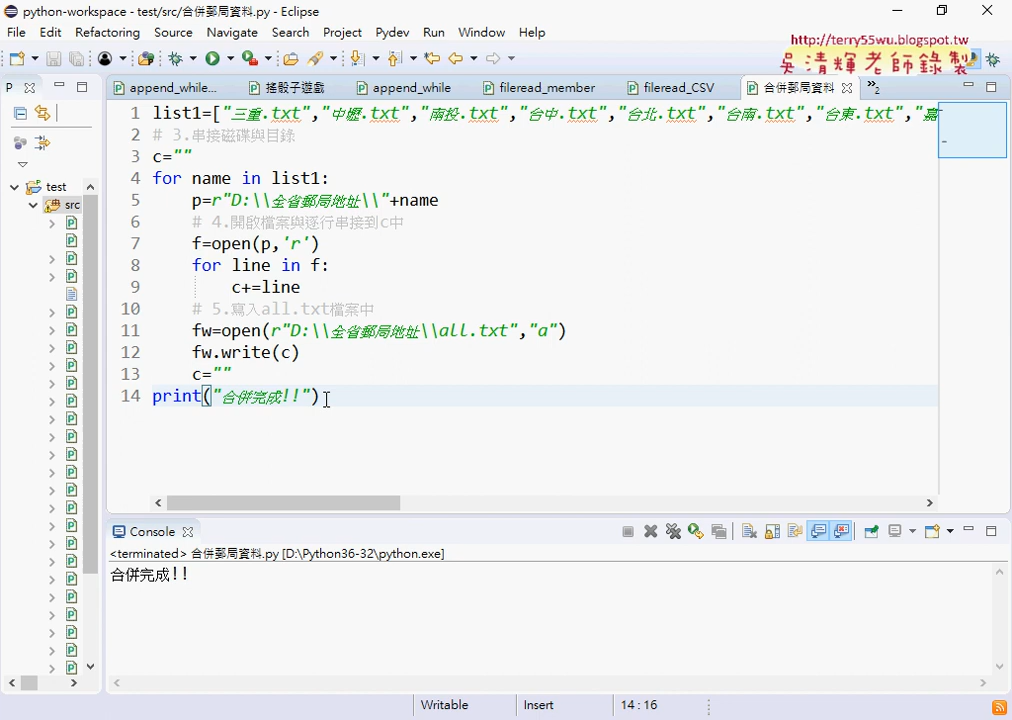 python-workspace - test/src/合併郵局資料.py - Eclipse
File Edit Refactoring Source Navigate Search Project Pydev Run Window Help
http://terry55wu.blogspot.tw
吳清輝老師錄製
P append_while... 搖骰子遊戲 append_while fileread_member fileread_CSV 合併郵局資料 »2
1 list1=["三重.txt","中壢.txt","南投.txt","台中.txt","台北.txt","台南.txt","台東.txt","嘉
2 # 3.串接磁碟與目錄
3 c=""
4 for name in list1:
5 p=r"D:\\全省郵局地址\\"+name
6 # 4.開啟檔案與逐行串接到c中
7 f=open(p,'r')
8 for line in f:
9 c+=line
10 # 5.寫入all.txt檔案中
11 fw=open(r"D:\\全省郵局地址\\all.txt","a")
12 fw.write(c)
13 c=""
14 print("合併完成!!")
test
src
Console
<terminated> 合併郵局資料.py [D:\Python36-32\python.exe]
合併完成!!
Writable Insert 14 : 16